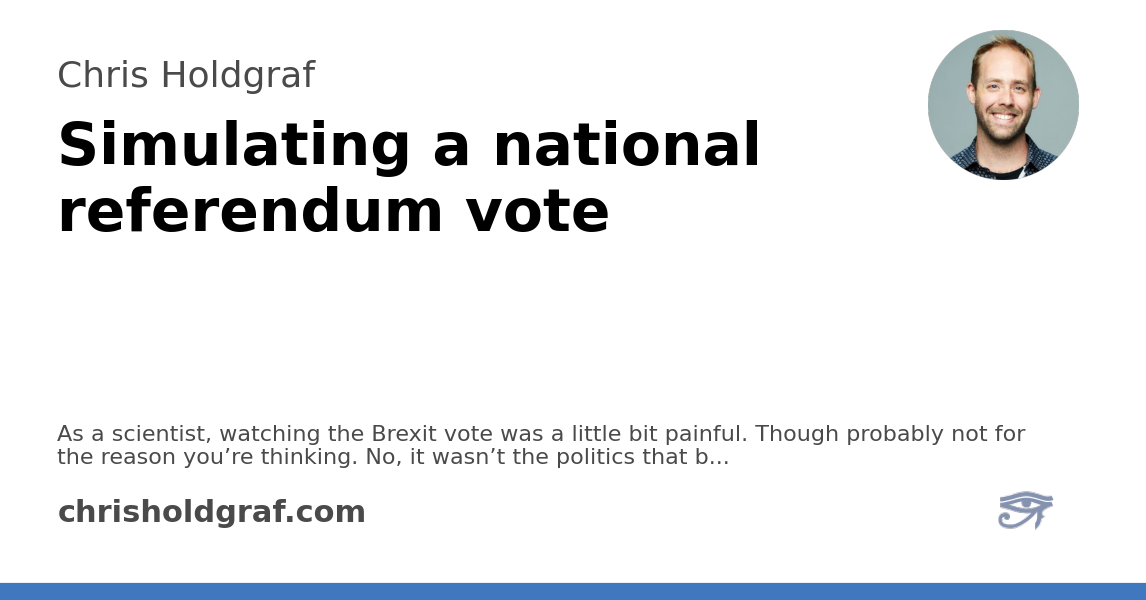 Chris Holdgraf
Simulating a national
referendum vote
As a scientist, watching the Brexit vote was a little bit painful. Though probably not for
the reason you’re thinking. No, it wasn’t the politics that b...
chrisholdgraf.com